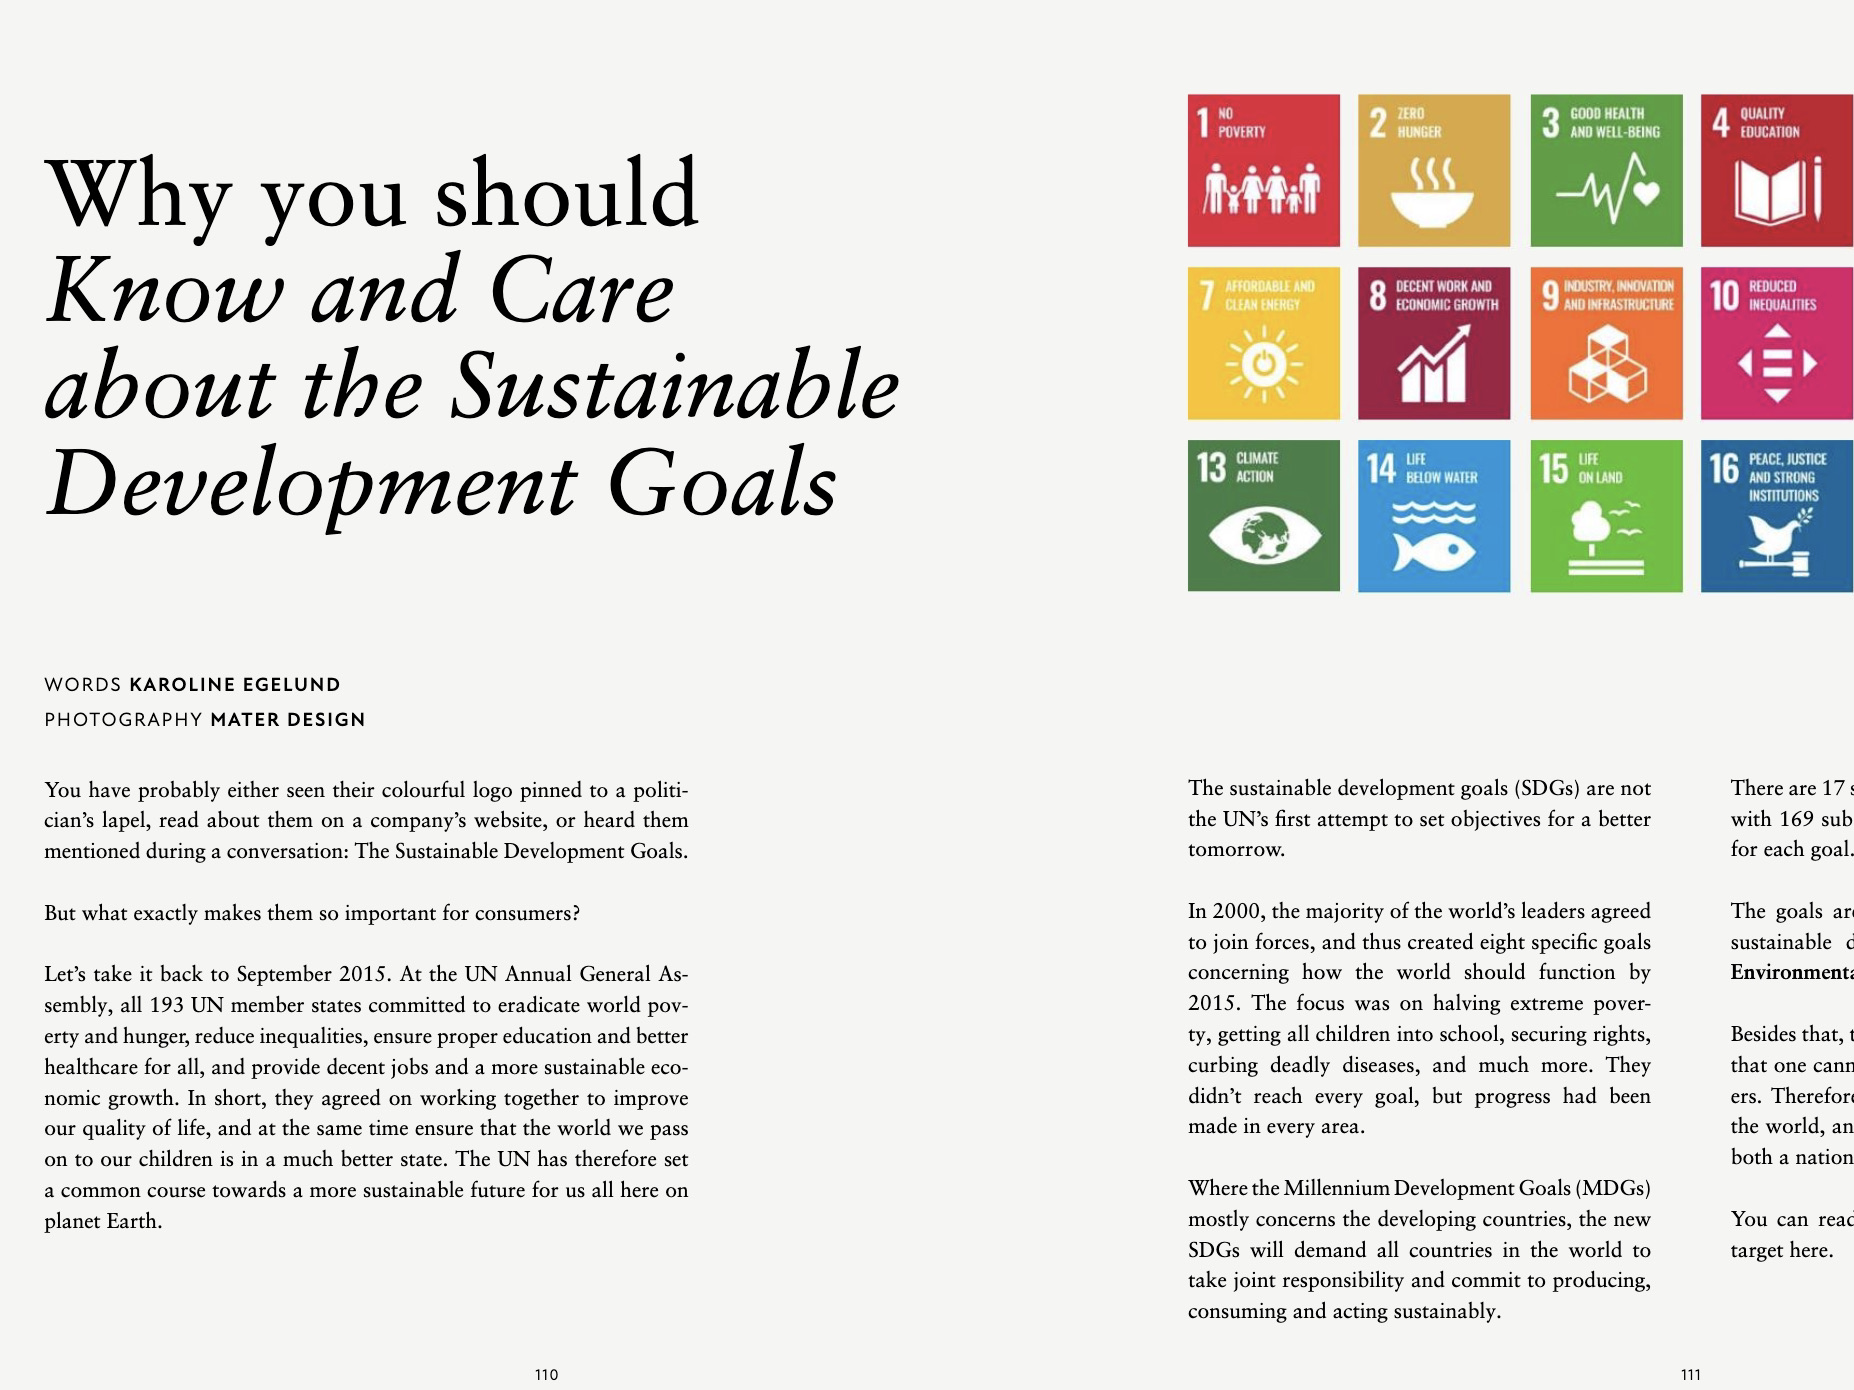 Why you should
Know and Care
about the Sustainable
Development Goals
WORDS KAROLINE EGELUND
PHOTOGRAPHY MATER DESIGN
You have probably either seen their colourful logo pinned to a politi-
cian’s lapel, read about them on a company’s website, or heard them
mentioned during a conversation: The Sustainable Development Goals.
But what exactly makes them so important for consumers?
Let’s take it back to September 2015. At the UN Annual General As-
sembly, all 193 UN member states committed to eradicate world pov-
erty and hunger, reduce inequalities, ensure proper education and better
healthcare for all, and provide decent jobs and a more sustainable eco-
nomic growth. In short, they agreed on working together to improve
our quality of life, and at the same time ensure that the world we pass
on to our children is in a much better state. The UN has therefore set
a common course towards a more sustainable future for us all here on
planet Earth.
110
1 NO
POVERTY
2 ZERO
HUNGER
3 GOOD HEALTH
AND WELL-BEING
4 QUALITY
EDUCATION
7 AFFORDABLE AND
CLEAN ENERGY
8 DECENT WORK AND
ECONOMIC GROWTH
9 INDUSTRY, INNOVATION
AND INFRASTRUCTURE
10 REDUCED
INEQUALITIES
13 CLIMATE
ACTION
14 LIFE
BELOW WATER
15 LIFE
ON LAND
16 PEACE, JUSTICE
AND STRONG
INSTITUTIONS
The sustainable development goals (SDGs) are not
the UN’s first attempt to set objectives for a better
tomorrow.
In 2000, the majority of the world’s leaders agreed
to join forces, and thus created eight specific goals
concerning how the world should function by
2015. The focus was on halving extreme pover-
ty, getting all children into school, securing rights,
curbing deadly diseases, and much more. They
didn’t reach every goal, but progress had been
made in every area.
Where the Millennium Development Goals (MDGs)
mostly concerns the developing countries, the new
SDGs will demand all countries in the world to
take joint responsibility and commit to producing,
consuming and acting sustainably.
There are 17
with 169 sub
for each goal.
The goals
sustainable
Besides that,
that one
ers. Therefore
the world,
both a
You can read
target here.
111